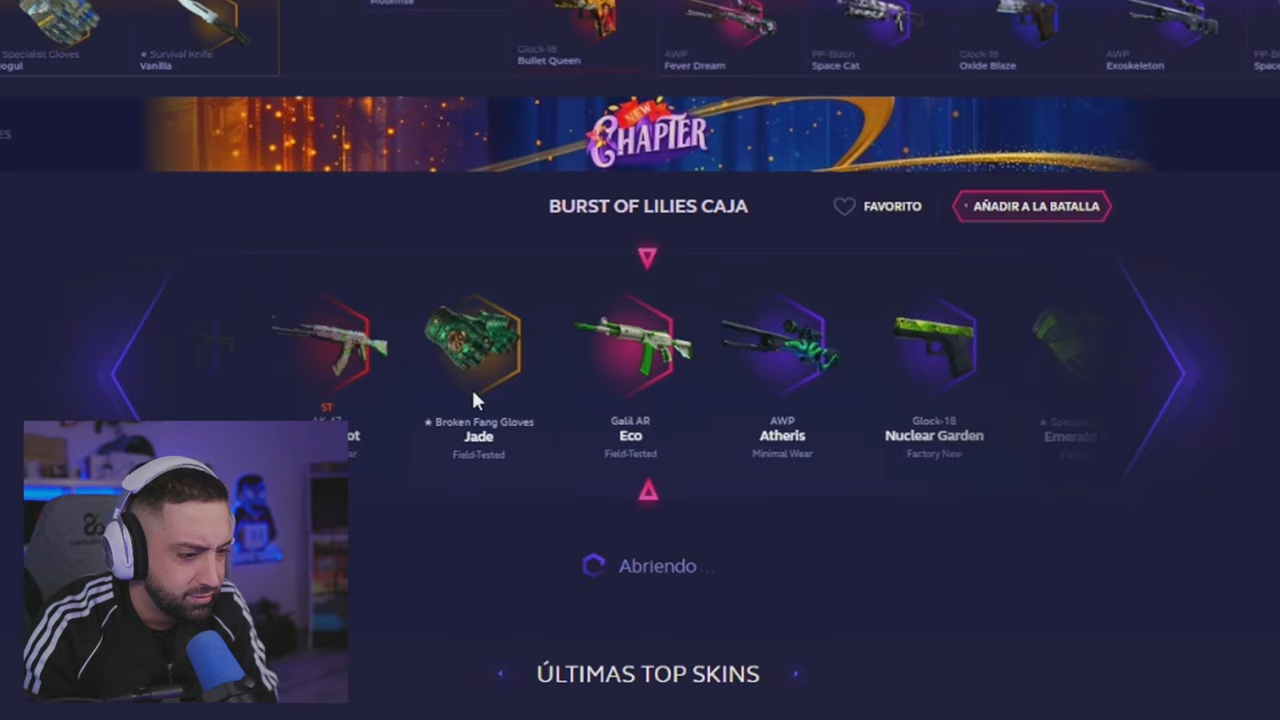 Moonrise
Specialist Gloves
★ Survival Knife
Vanilla
Glock-18
Bullet Queen
AWP
Fever Dream
PP-Bizon
Space Cat
Glock-18
Oxide Blaze
AWP
Exoskeleton
NEW
CHAPTER
BURST OF LILIES CAJA
FAVORITO
AÑADIR A LA BATALLA
ST
★ Broken Fang Gloves
Jade
Field-Tested
Galil AR
Eco
Field-Tested
AWP
Atheris
Minimal Wear
Glock-18
Nuclear Garden
Factory New
Emerald
Abriendo...
ÚLTIMAS TOP SKINS